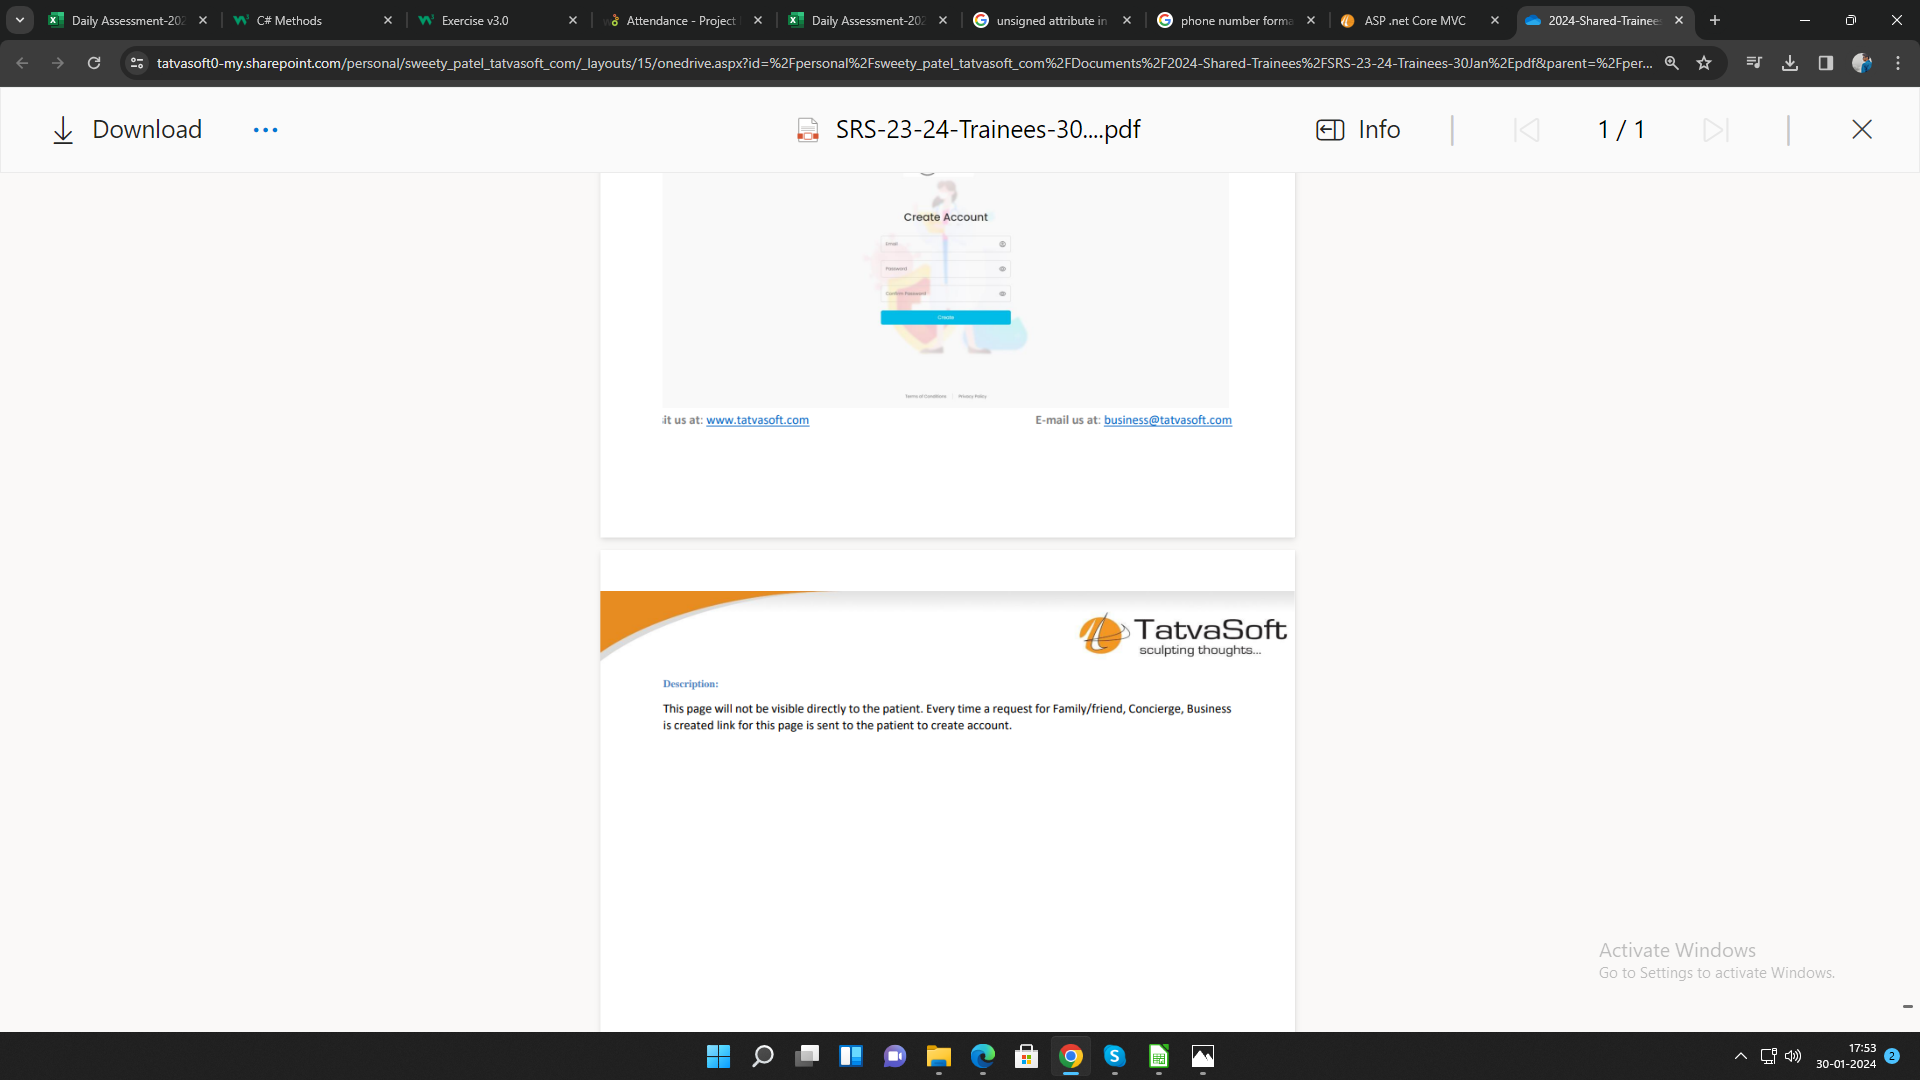 Daily Assessment-202
C# Methods
Exercise v3.0
Attendance - Project
Daily Assessment-202
unsigned attribute in
phone number forma
ASP .net Core MVC
2024-Shared-Trainees
tatvasoft0-my.sharepoint.com/personal/sweety_patel_tatvasoft_com/_layouts/15/onedrive.aspx?id=%2Fpersonal%2Fsweety_patel_tatvasoft_com%2FDocuments%2F2024-Shared-Trainees%2FSRS-23-24-Trainees-30Jan%2Epdf&parent=%2Fper...
Download
SRS-23-24-Trainees-30....pdf
Info
1 / 1
Create Account
Email
Password
Confirm Password
Create
Terms of Conditions | Privacy Policy
it us at: www.tatvasoft.com
E-mail us at: business@tatvasoft.com
TatvaSoft
sculpting thoughts...
Description:
This page will not be visible directly to the patient. Every time a request for Family/friend, Concierge, Business
is created link for this page is sent to the patient to create account.
Activate Windows
Go to Settings to activate Windows.
17:53
30-01-2024
2